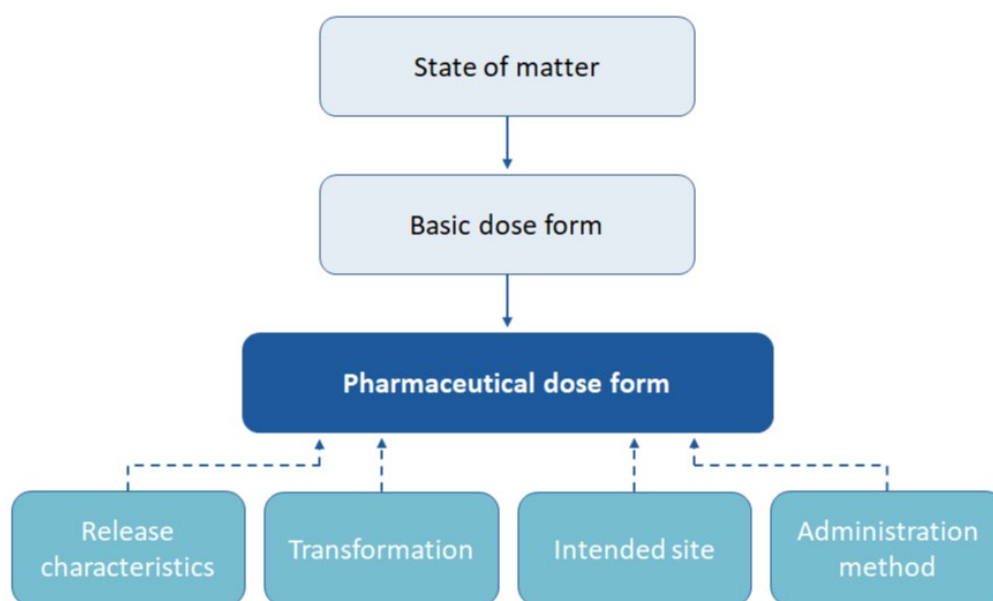 State of matter
Basic dose form
Pharmaceutical dose form
Release
characteristics
Transformation
Intended site
Administration
method